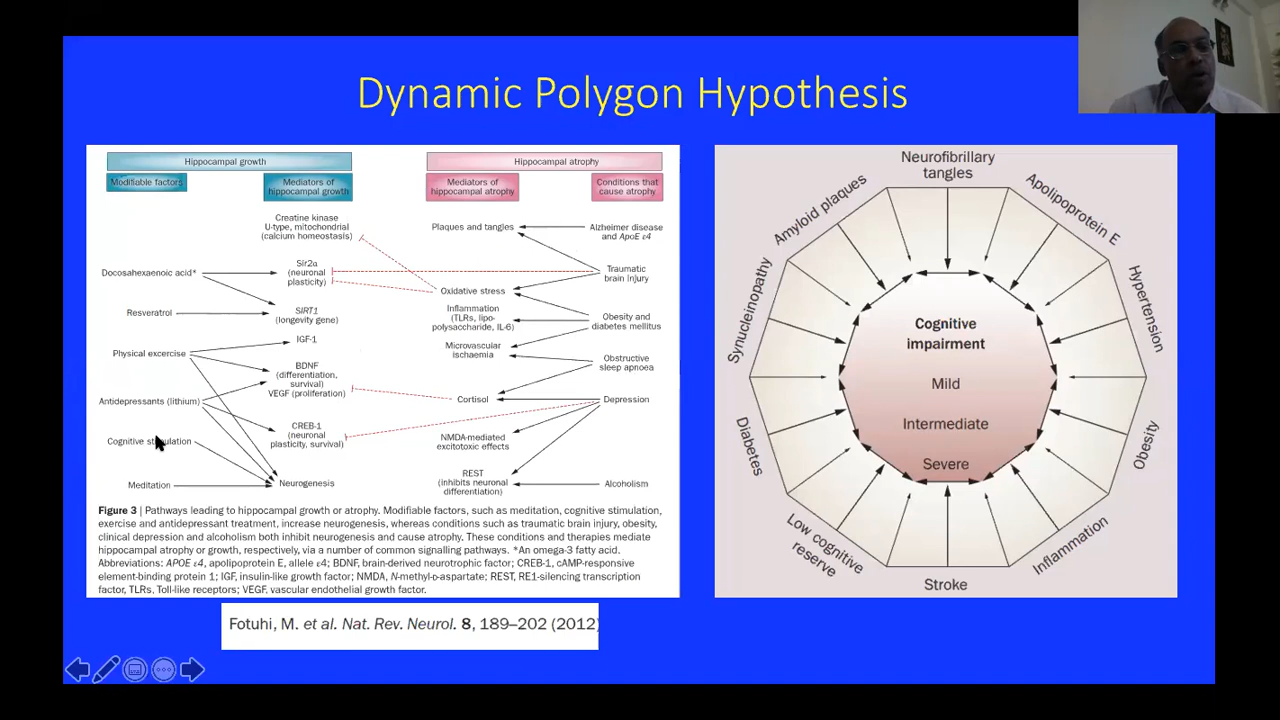 Dynamic Polygon Hypothesis
Hippocampal growth
Hippocampal atrophy
Modifiable factors
Mediators of
hippocampal growth
Mediators of
hippocampal atrophy
Conditions that
cause atrophy
Creatine kinase
U-type, mitochondrial
(calcium homeostasis)
Plaques and tangles
Alzheimer disease
and ApoE ε4
Docosahexaenoic acid*
Sir2α
(neuronal
plasticity)
Traumatic
brain injury
Oxidative stress
Resveratrol
SIRT1
(longevity gene)
Inflammation
(TLRs, lipo-
polysaccharide, IL-6)
Obesity and
diabetes mellitus
Physical excercise
IGF-1
Microvascular
ischaemia
BDNF
(differentiation,
survival)
VEGF (proliferation)
Obstructive
sleep apnoea
Antidepressants (lithium)
Cortisol
Depression
Cognitive stimulation
CREB-1
(neuronal
plasticity, survival)
NMDA-mediated
excitotoxic effects
Meditation
Neurogenesis
REST
(inhibits neuronal
differentiation)
Alcoholism
Figure 3 | Pathways leading to hippocampal growth or atrophy. Modifiable factors, such as meditation, cognitive stimulation,
exercise and antidepressant treatment, increase neurogenesis, whereas conditions such as traumatic brain injury, obesity,
clinical depression and alcoholism both inhibit neurogenesis and cause atrophy. These conditions and therapies mediate
hippocampal atrophy or growth, respectively, via a number of common signalling pathways. *An omega-3 fatty acid.
Abbreviations: APOE ε4, apolipoprotein E, allele ε4; BDNF, brain-derived neurotrophic factor; CREB-1, cAMP-responsive
element-binding protein 1; IGF, insulin-like growth factor; NMDA, N-methyl-D-aspartate; REST, RE1-silencing transcription
factor, TLRs, Toll-like receptors; VEGF, vascular endothelial growth factor.
Fotuhi, M. et al. Nat. Rev. Neurol. 8, 189–202 (2012)
Neurofibrillary
tangles
Apolipoprotein E
Hypertension
Obesity
Inflammation
Stroke
Low cognitive
reserve
Diabetes
Synucleinopathy
Amyloid plaques
Cognitive
impairment
Mild
Intermediate
Severe